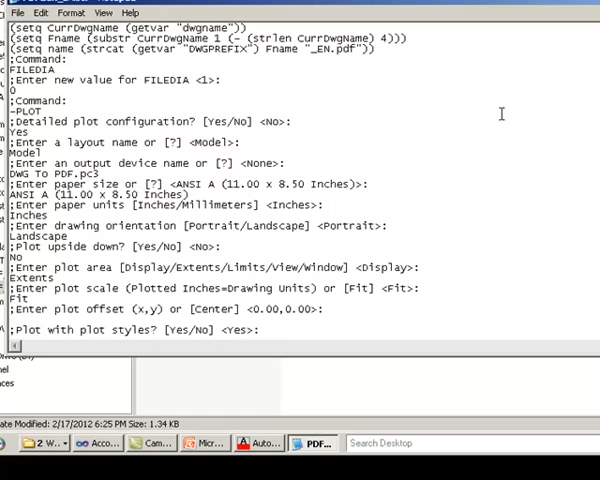 File Edit Format View Help
(setq CurrDwgName (getvar "dwgname"))
(setq Fname (substr CurrDwgName 1 (- (strlen CurrDwgName) 4)))
(setq name (strcat (getvar "DWGPREFIX") Fname "_EN.pdf"))
;Command:
FILEDIA
;Enter new value for FILEDIA <1>:
0
;Command:
-PLOT
;Detailed plot configuration? [Yes/No] <No>:
Yes
;Enter a layout name or [?] <Model>:
Model
;Enter an output device name or [?] <None>:
DWG To PDF.pc3
;Enter paper size or [?] <ANSI A (11.00 x 8.50 Inches)>:
ANSI A (11.00 x 8.50 Inches)
;Enter paper units [Inches/Millimeters] <Inches>:
Inches
;Enter drawing orientation [Portrait/Landscape] <Portrait>:
Landscape
;Plot upside down? [Yes/No] <No>:
No
;Enter plot area [Display/Extents/Limits/View/Window] <Display>:
Extents
;Enter plot scale (Plotted Inches=Drawing Units) or [Fit] <Fit>:
Fit
;Enter plot offset (x,y) or [Center] <0.00,0.00>:
;Plot with plot styles? [Yes/No] <Yes>:
ate Modified: 2/17/2012 6:25 PM Size: 1.34 KB
2 W.. Acco... Cam... Micr... Auto... PDF... Search Desktop